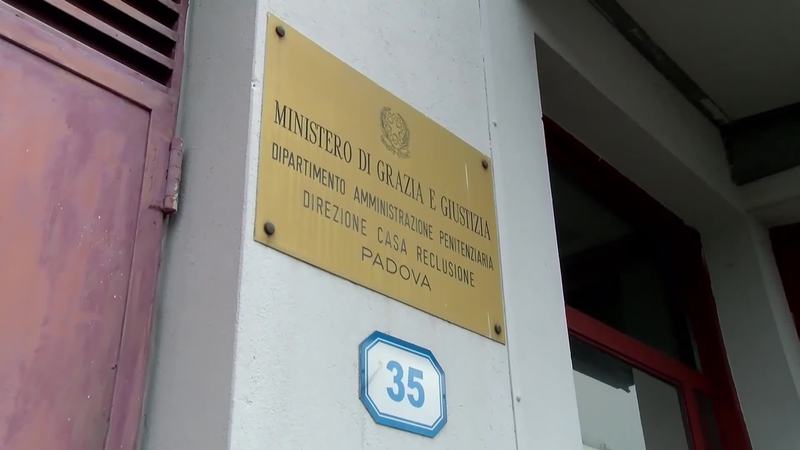 MINISTERO DI GRAZIA E GIUSTIZIA
DIPARTIMENTO AMMINISTRAZIONE PENITENZIARIA
DIREZIONE CASA RECLUSIONE
PADOVA
35